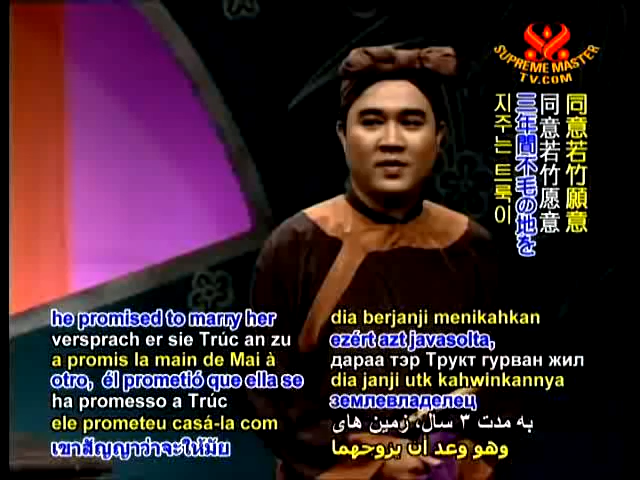 SUPREME MASTER
TV.COM
同意若竹願意
同意若竹愿意
三年間不毛の地を
지주는 트룩이
he promised to marry her
versprach er sie Trúc an zu
a promis la main de Mai à
otro, él prometió que ella se
ha promesso a Trúc
ele prometeu casá-la com
เขาสัญญาว่าจะให้มัย
dia berjanji menikahkan
ezért azt javasolta,
дараа тэр Трукт гурван жил
dia janji utk kahwinkannya
землевладелец
به مدت ۳ سال، زمین های
وهو وعد أن يزوجهما